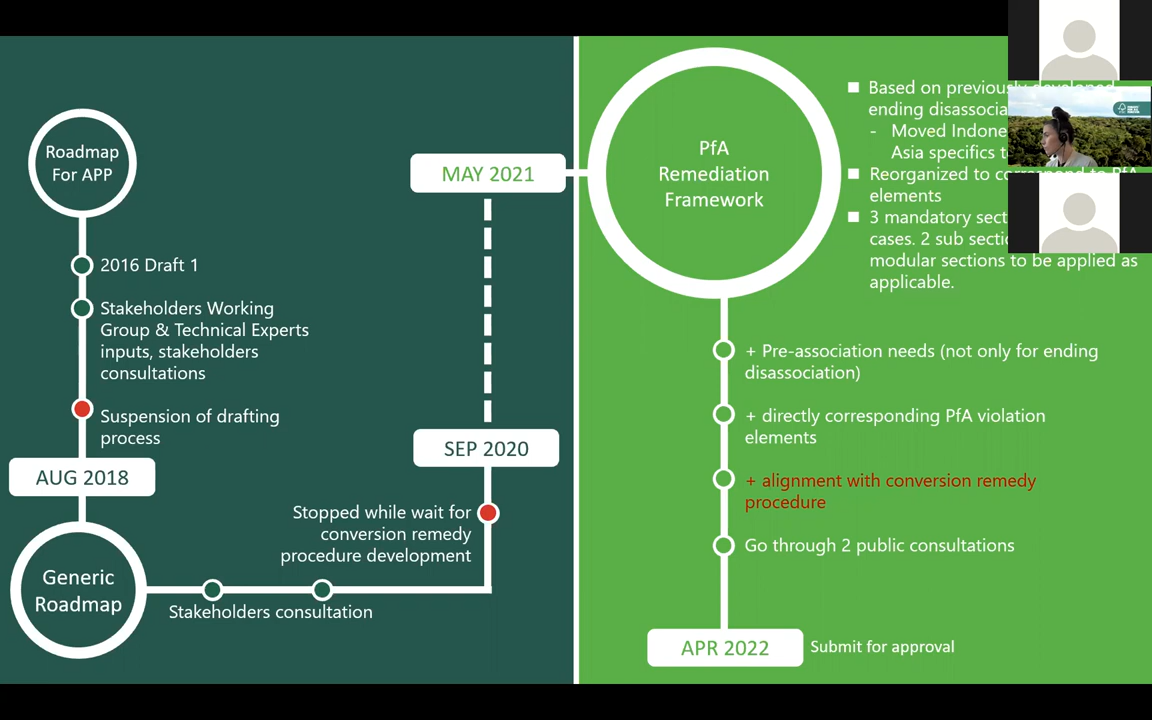 Roadmap
For APP
2016 Draft 1
Stakeholders Working
Group & Technical Experts
inputs, stakeholders
consultations
Suspension of drafting
process
AUG 2018
Generic
Roadmap
Stakeholders consultation
Stopped while wait for
conversion remedy
procedure development
SEP 2020
MAY 2021
PfA
Remediation
Framework
Based on previously developed
ending
- Moved
Asia specifics
Reorganized to correspond to PfA
elements
3 mandatory
cases. 2 sub
modular sections to be applied as
applicable.
+ Pre-association needs (not only for ending
disassociation)
+ directly corresponding PfA violation
elements
+ alignment with conversion remedy
procedure
Go through 2 public consultations
APR 2022
Submit for approval